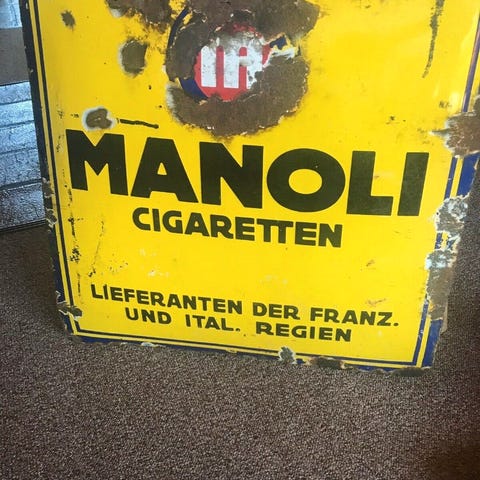 MANOLI
CIGARETTEN
LIEFERANTEN DER FRANZ.
UND ITAL. REGIEN